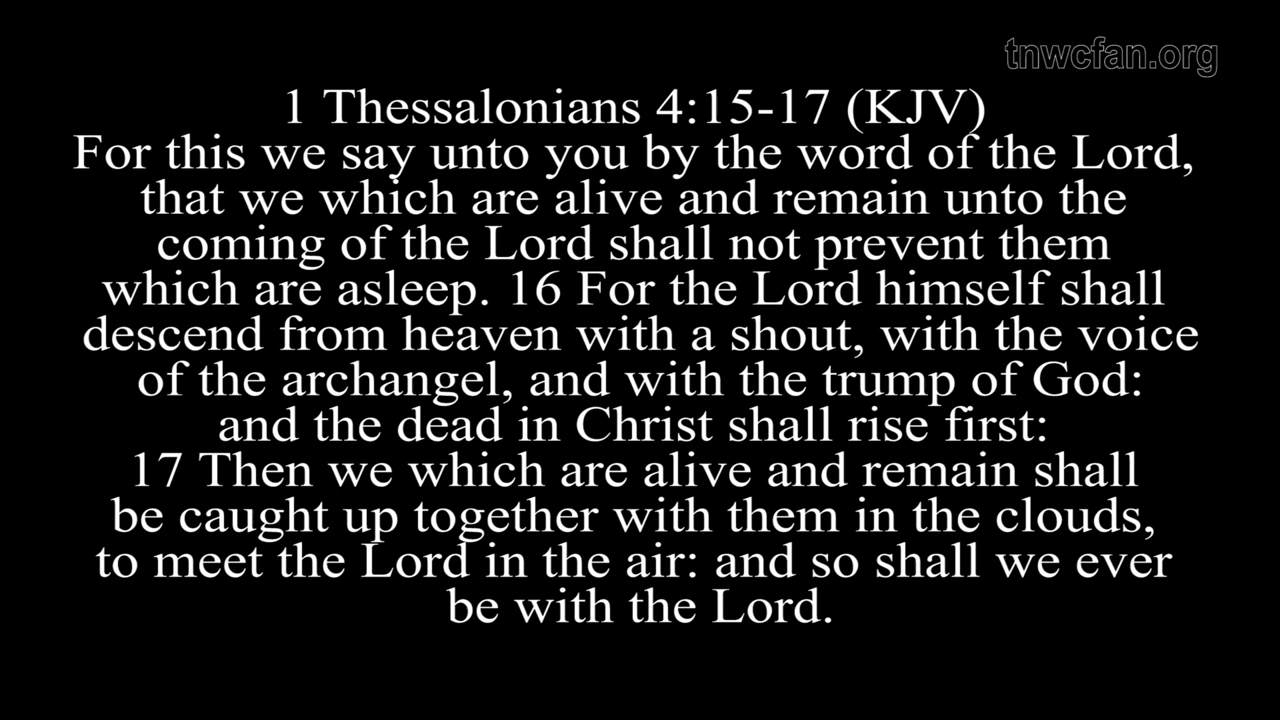 tnwcfan.org
1 Thessalonians 4:15-17 (KJV)
For this we say unto you by the word of the Lord,
that we which are alive and remain unto the
coming of the Lord shall not prevent them
which are asleep. 16 For the Lord himself shall
descend from heaven with a shout, with the voice
of the archangel, and with the trump of God:
and the dead in Christ shall rise first:
17 Then we which are alive and remain shall
be caught up together with them in the clouds,
to meet the Lord in the air: and so shall we ever
be with the Lord.